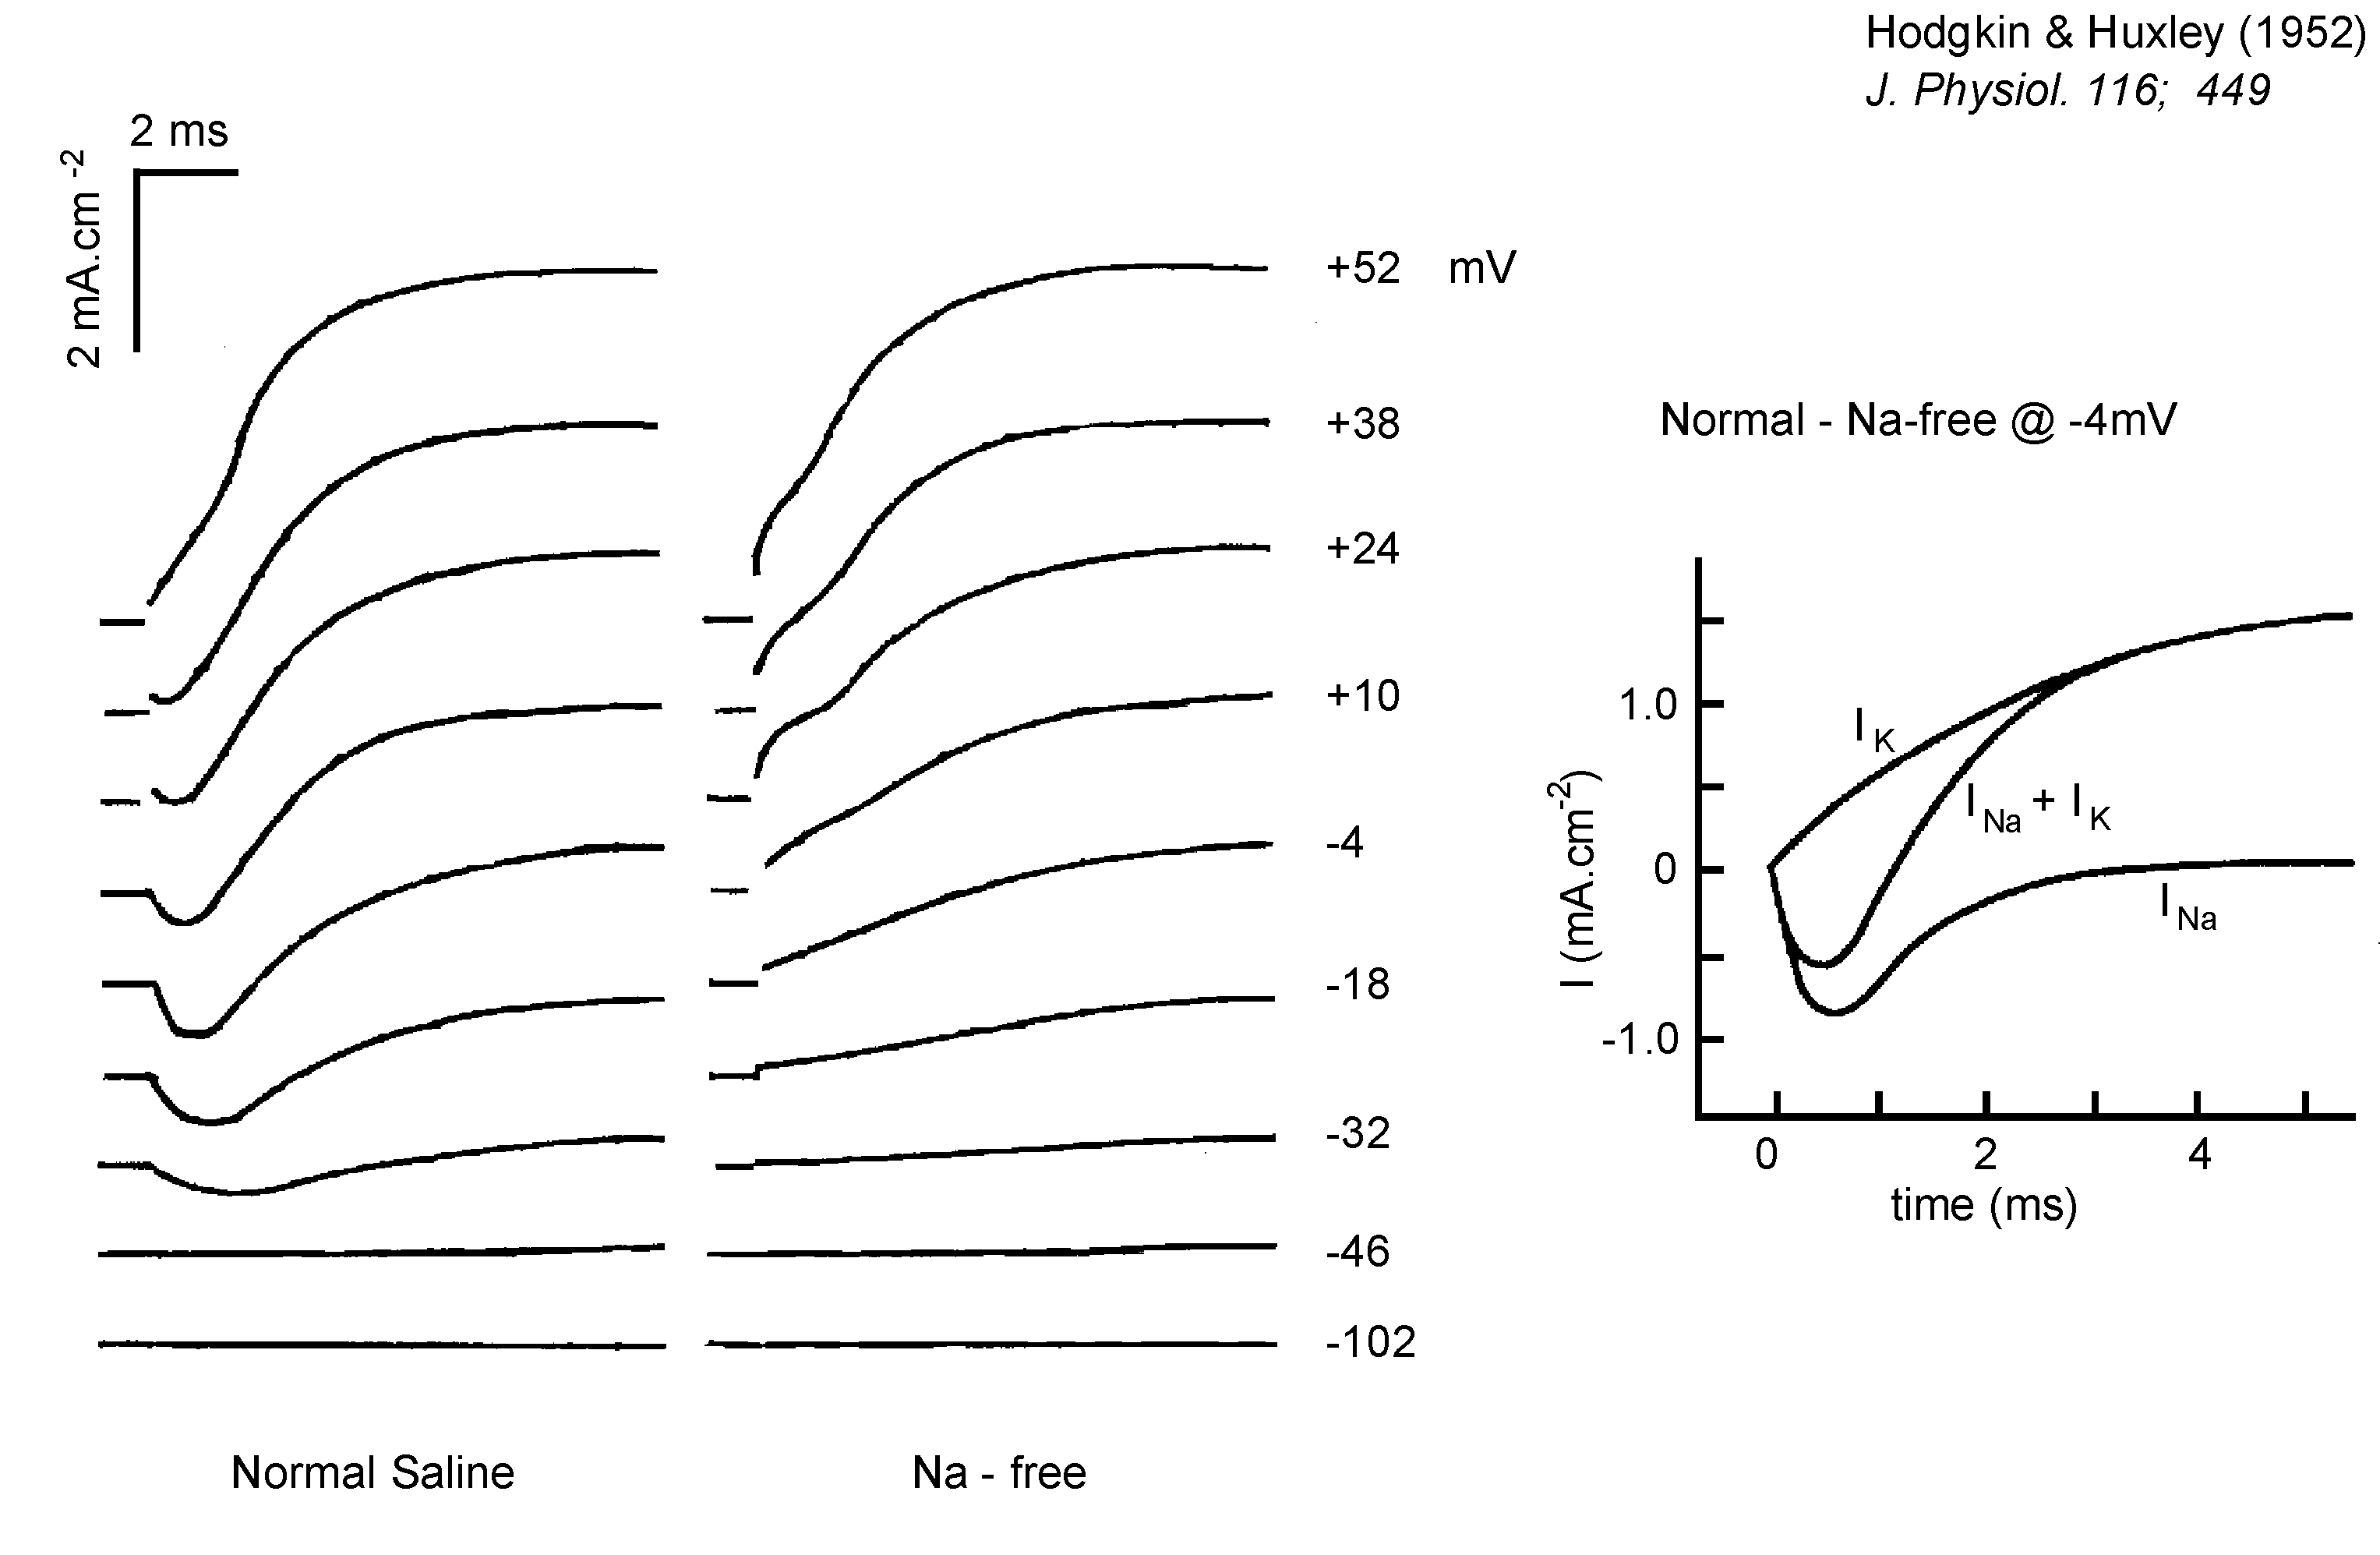 Hodgkin & Huxley (1952)
J. Physiol. 116; 449
2 ms
2 mA.cm-2
+52 mV
+38
+24
+10
-4
-18
-32
-46
-102
Normal Saline
Na - free
Normal - Na-free @ -4mV
I (mA.cm-2)
1.0
0
-1.0
IK
INa + IK
INa
0 2 4
time (ms)